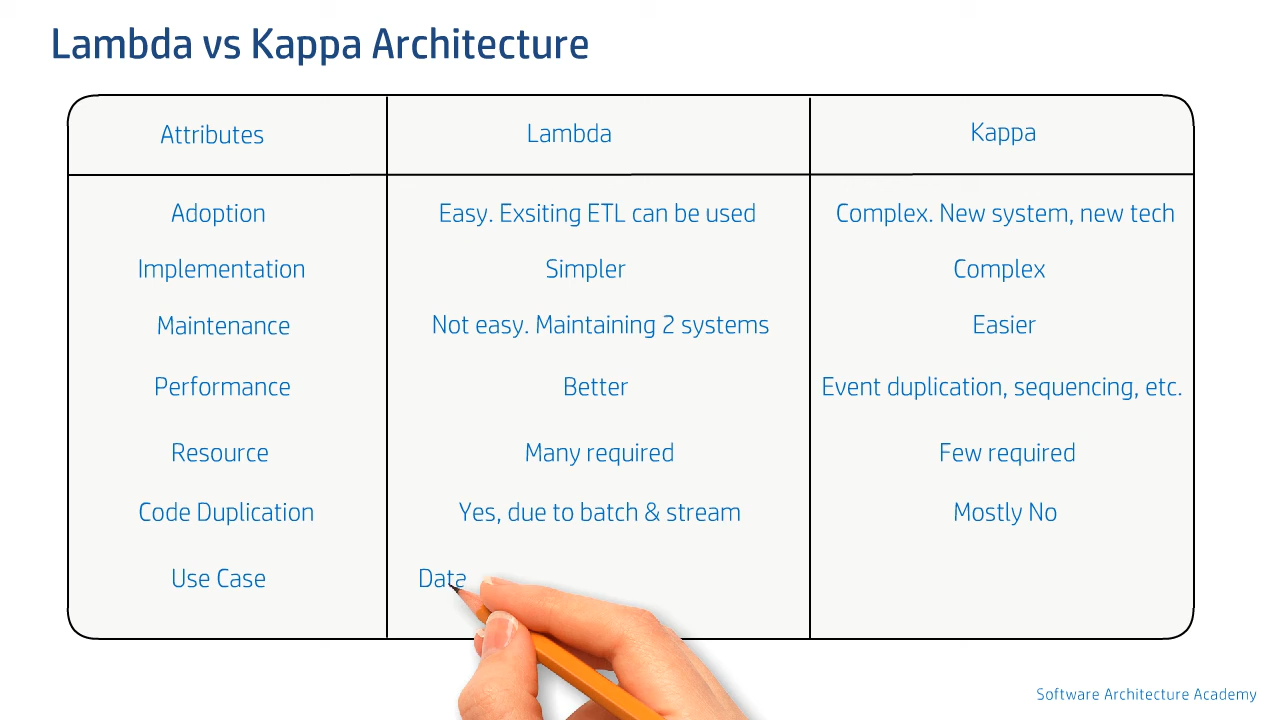 Lambda vs Kappa Architecture
Attributes Lambda Kappa
Adoption Easy. Exsiting ETL can be used Complex. New system, new tech
Implementation Simpler Complex
Maintenance Not easy. Maintaining 2 systems Easier
Performance Better Event duplication, sequencing, etc.
Resource Many required Few required
Code Duplication Yes, due to batch & stream Mostly No
Use Case Data
Software Architecture Academy